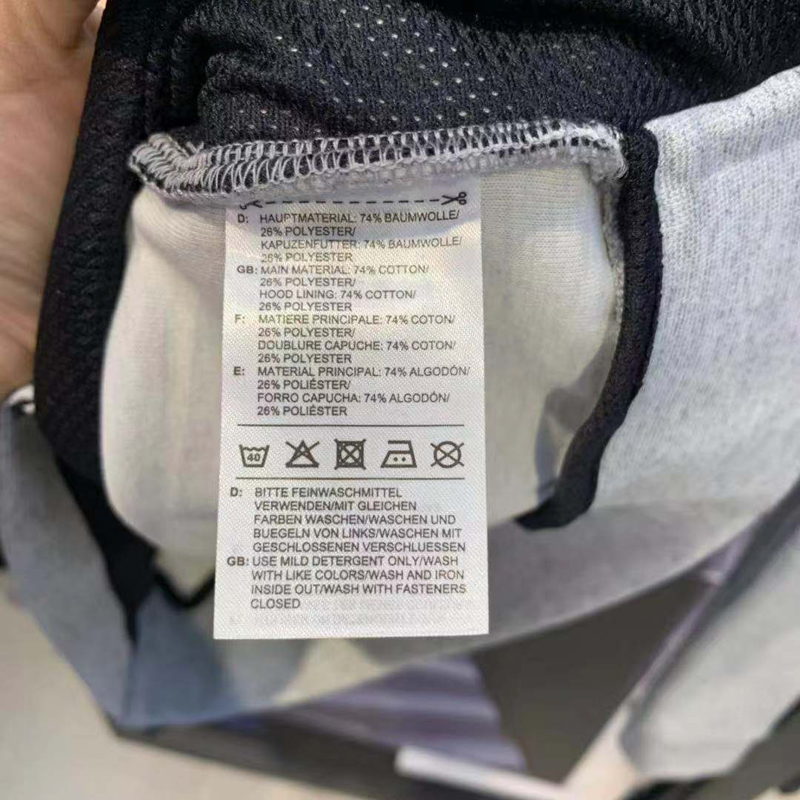 D: HAUPTMATERIAL: 74% BAUMWOLLE/
26% POLYESTER/
KAPUZENFUTTER: 74% BAUMWOLLE/
26% POLYESTER
GB: MAIN MATERIAL: 74% COTTON/
26% POLYESTER/
HOOD LINING: 74% COTTON/
26% POLYESTER
F: MATIERE PRINCIPALE: 74% COTON/
26% POLYESTER/
DOUBLURE CAPUCHE: 74% COTON/
26% POLYESTER
E: MATERIAL PRINCIPAL: 74% ALGODÓN/
26% POLIÉSTER/
FORRO CAPUCHA: 74% ALGODÓN/
26% POLIÉSTER
40
D: BITTE FEINWASCHMITTEL
VERWENDEN/MIT GLEICHEN
FARBEN WASCHEN/WASCHEN UND
BUEGELN VON LINKS/WASCHEN MIT
GESCHLOSSENEN VERSCHLUESSEN
GB: USE MILD DETERGENT ONLY/WASH
WITH LIKE COLORS/WASH AND IRON
INSIDE OUT/WASH WITH FASTENERS
CLOSED